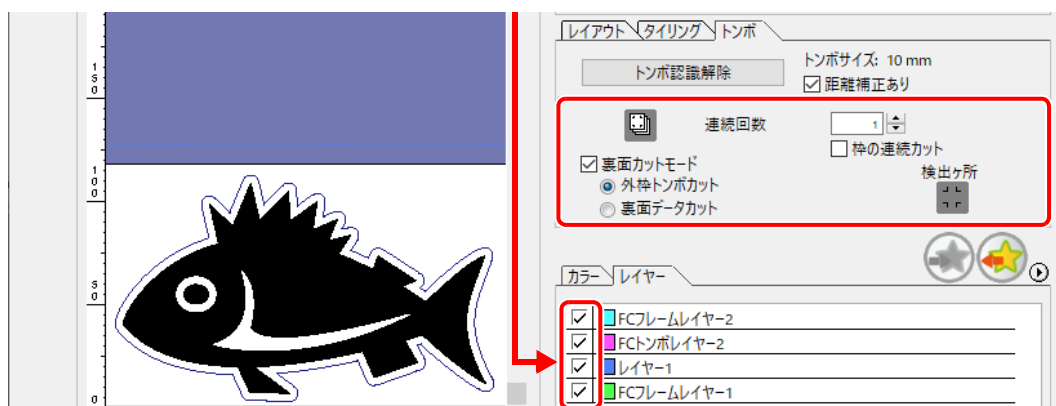 レイアウト タイリング トンボ
トンボ認識解除
トンボサイズ: 10 mm
距離補正あり
連続回数
1
枠の連続カット
裏面カットモード
外枠トンボカット
裏面データカット
検出ヶ所
カラー レイヤー
FCフレームレイヤー2
FCトンボレイヤー2
レイヤー1
FCフレームレイヤー1
150
100
50
0